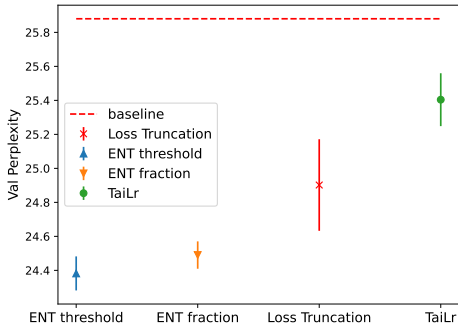 25.8
25.6
25.4
25.2
25.0
24.8
24.6
24.4
Val Perplexity
baseline
Loss Truncation
ENT threshold
ENT fraction
TaiLr
ENT threshold ENT fraction Loss Truncation TaiLr